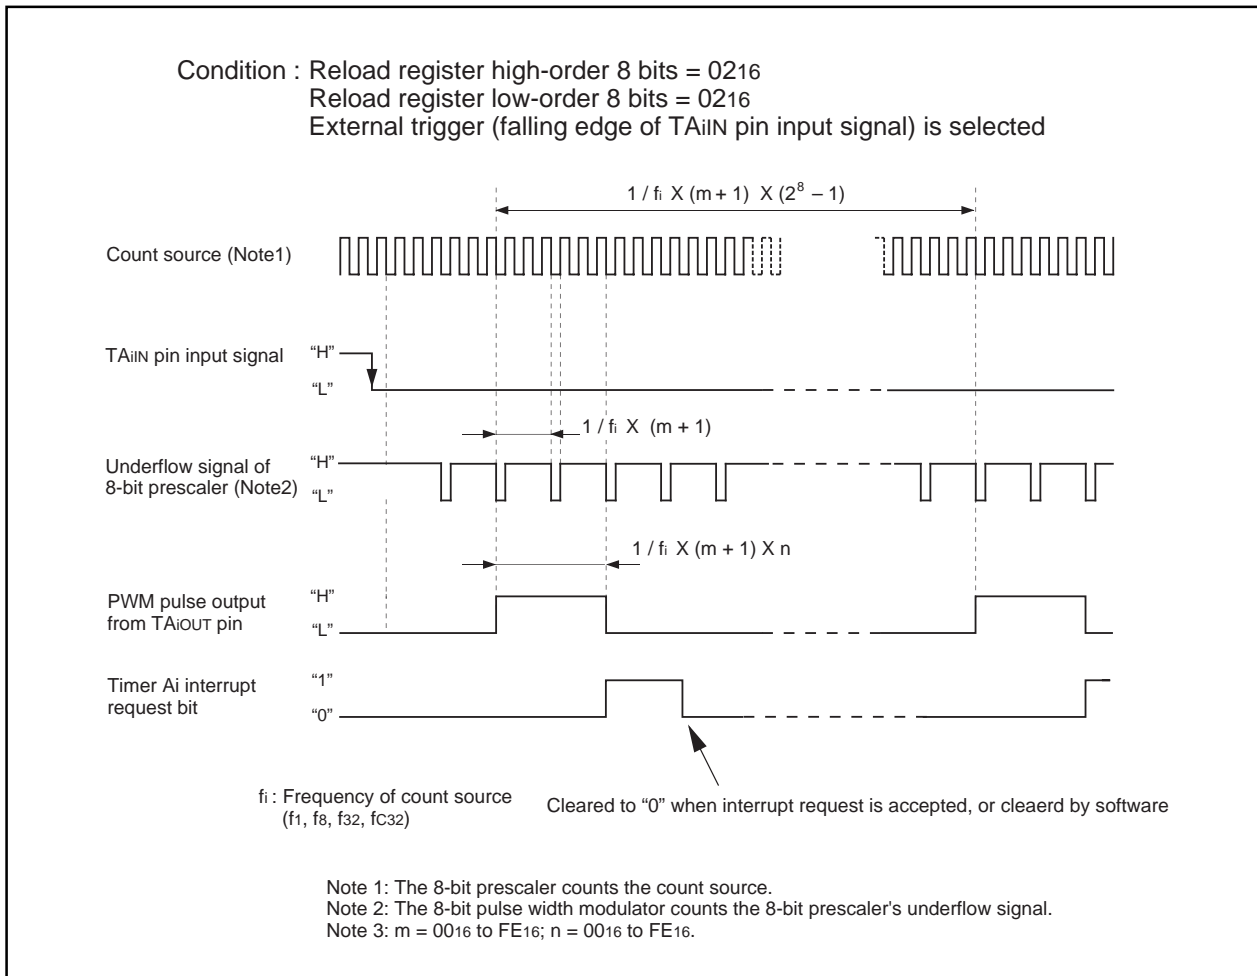 Condition : Reload register high-order 8 bits = 0216
Reload register low-order 8 bits = 0216
External trigger (falling edge of TAiIN pin input signal) is selected
1 / fi X (m + 1) X (2^8 – 1)
Count source (Note1)
TAiIN pin input signal
“H”
“L”
1 / fi X (m + 1)
Underflow signal of
8-bit prescaler (Note2)
“H”
“L”
1 / fi X (m + 1) X n
PWM pulse output
from TAiOUT pin
“H”
“L”
Timer Ai interrupt
request bit
“1”
“0”
fi : Frequency of count source
(f1, f8, f32, fC32)
Cleared to “0” when interrupt request is accepted, or cleaerd by software
Note 1: The 8-bit prescaler counts the count source.
Note 2: The 8-bit pulse width modulator counts the 8-bit prescaler's underflow signal.
Note 3: m = 0016 to FE16; n = 0016 to FE16.